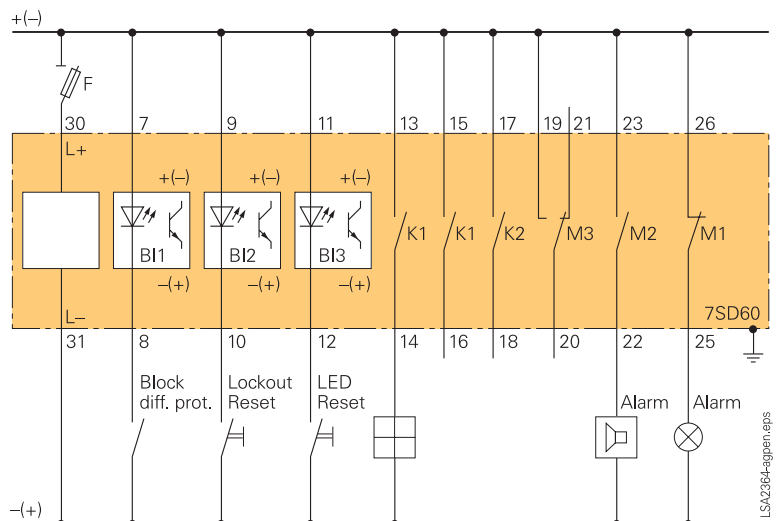 +(–)
F
30 7 9 11 13 15 17 19 21 23 26
L+
+(–) +(–) +(–)
K1 K1 K2 M3 M2 M1
BI1 BI2 BI3
–(+) –(+) –(+)
L–
7SD60
31 8 10 12 14 16 18 20 22 25
Block
diff. prot.
Lockout
Reset
LED
Reset
Alarm
Alarm
–(+)
LSA2364-agpen.eps